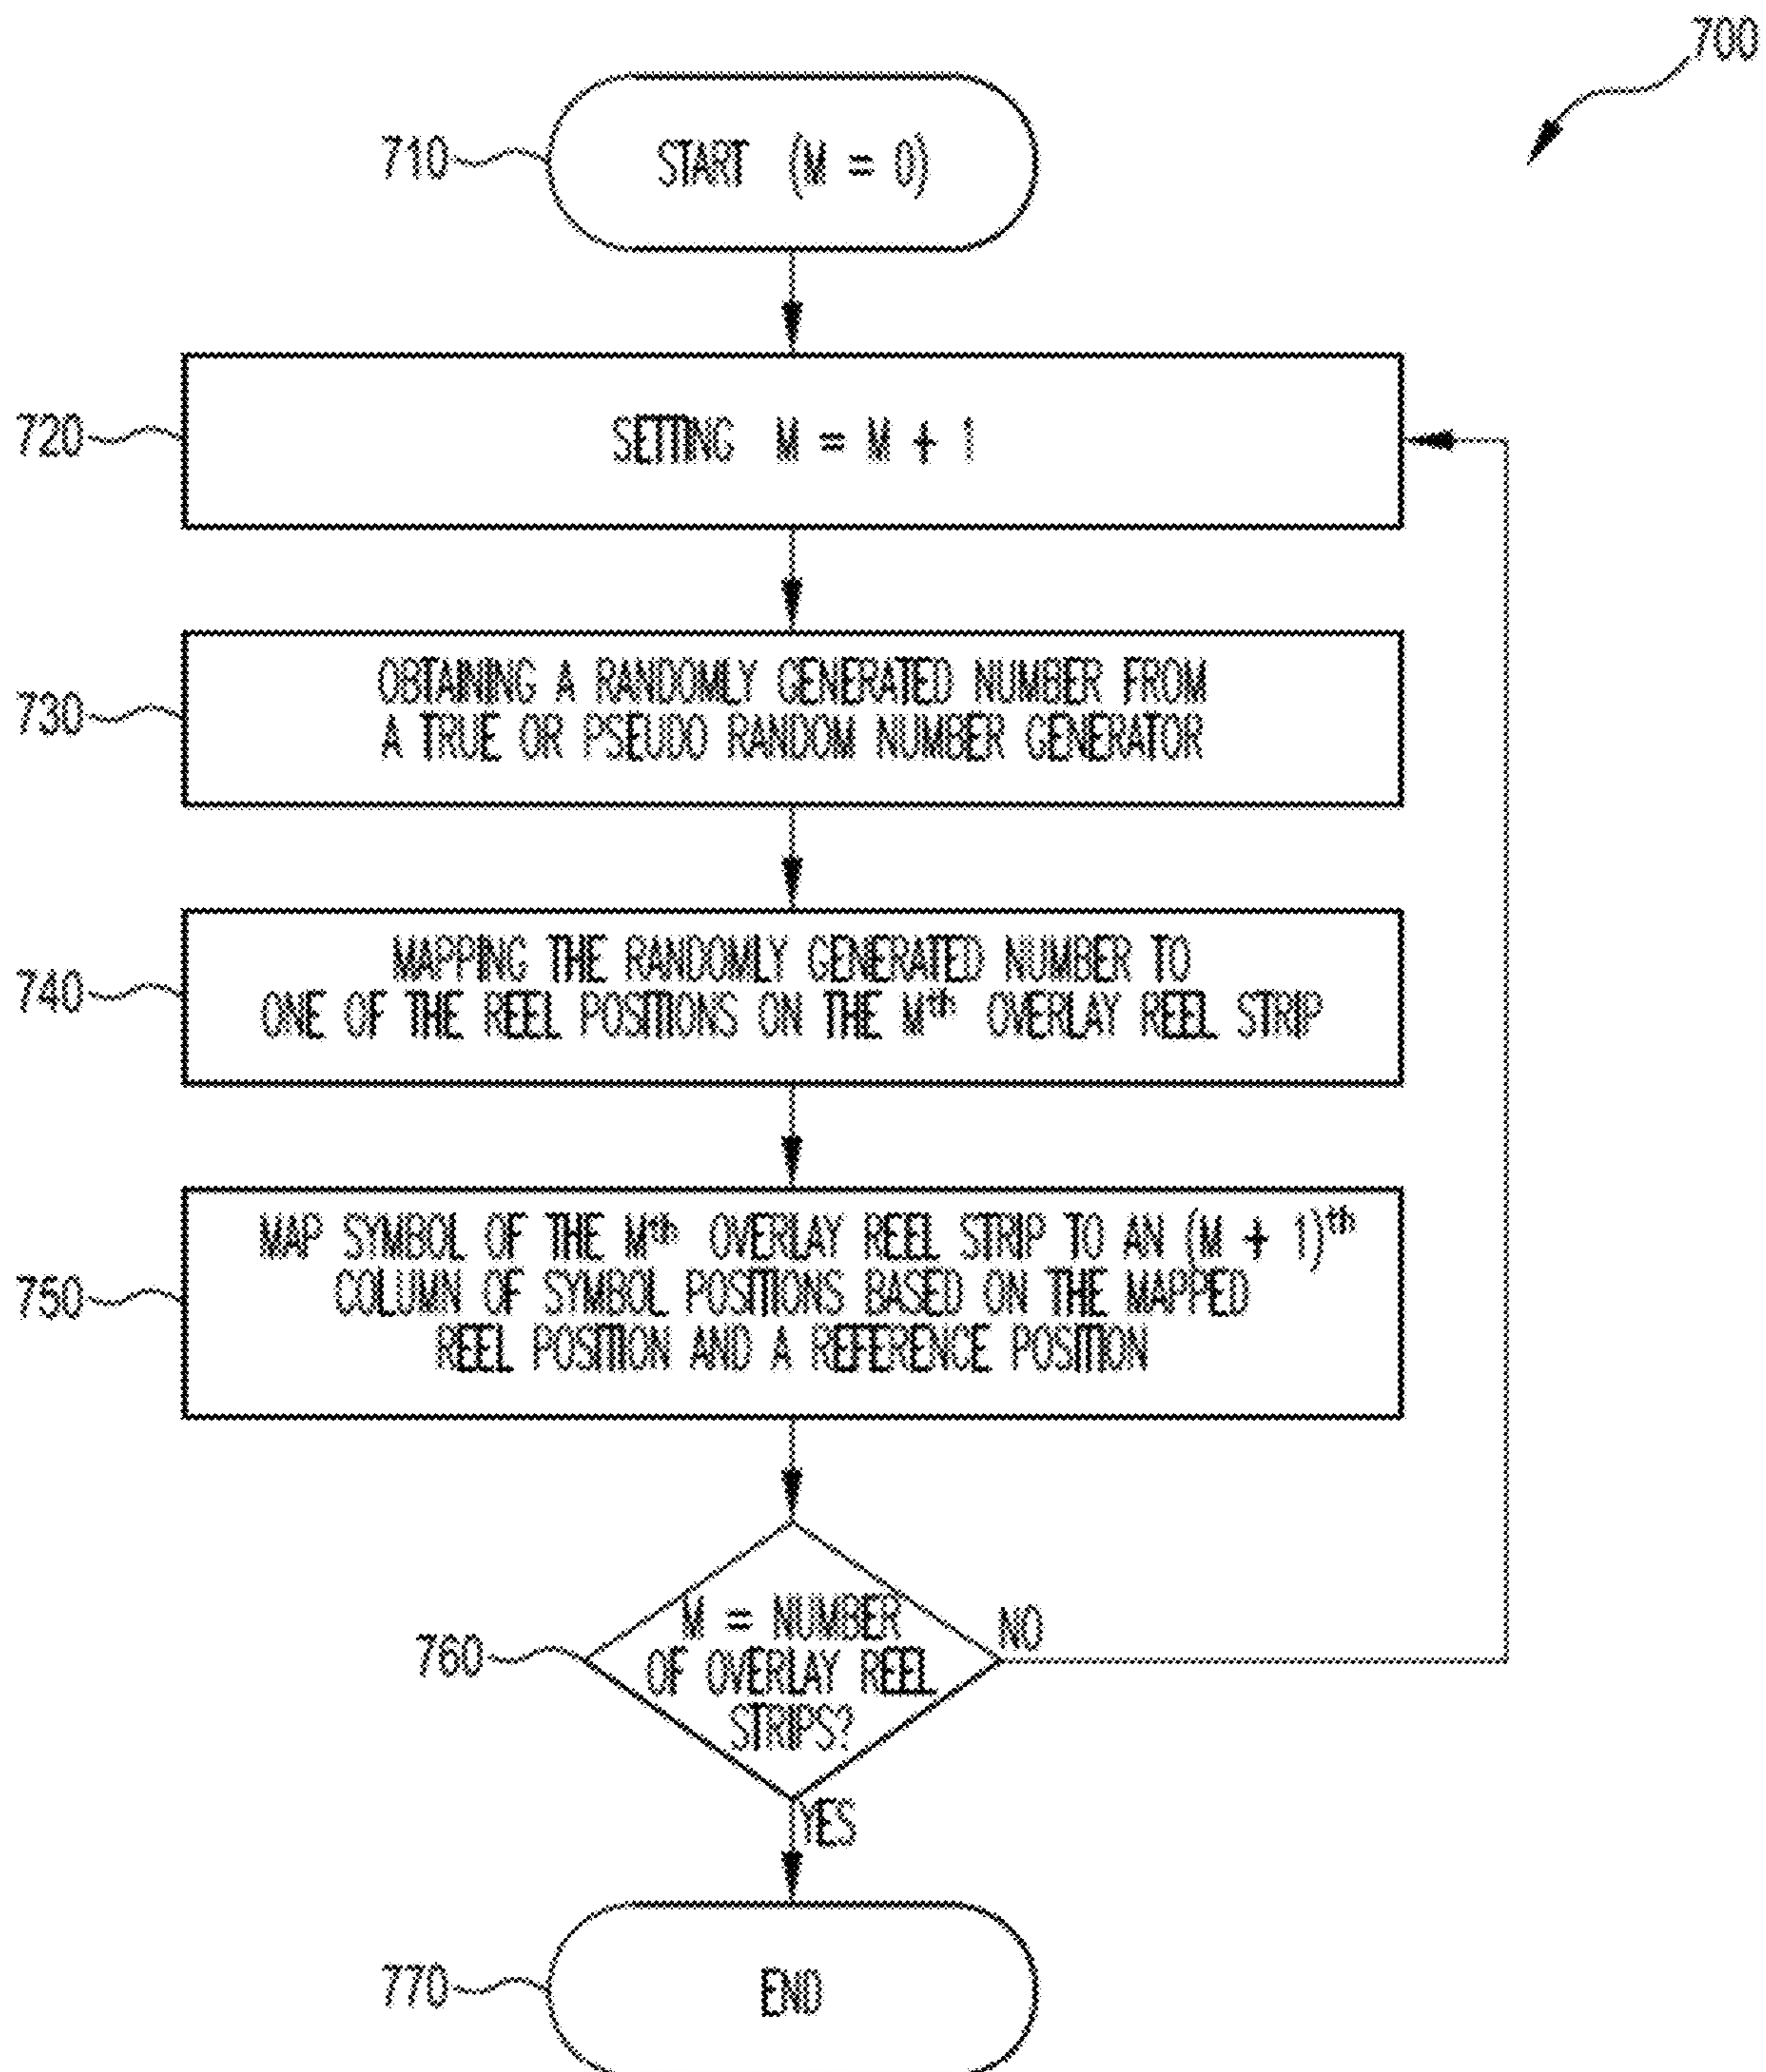 700
710
START (M = 0)
720
SETTING M = M + 1
730
OBTAINING A RANDOMLY GENERATED NUMBER FROM
A TRUE OR PSEUDO RANDOM NUMBER GENERATOR
740
MAPPING THE RANDOMLY GENERATED NUMBER TO
ONE OF THE REEL POSITIONS ON THE Mth OVERLAY REEL STRIP
750
MAP SYMBOL OF THE Mth OVERLAY REEL STRIP TO AN (M + 1)th
COLUMN OF SYMBOL POSITIONS BASED ON THE MAPPED
REEL POSITION AND A REFERENCE POSITION
760
M = NUMBER
OF OVERLAY REEL
STRIPS?
NO
YES
770
END